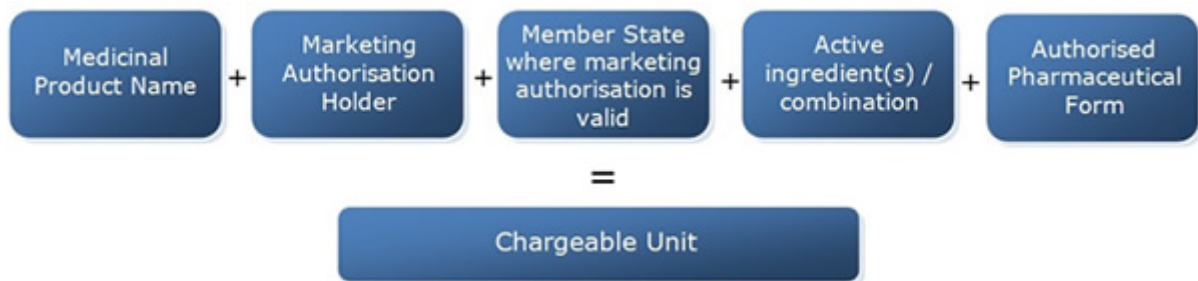 Medicinal
Product Name
+
Marketing
Authorisation
Holder
+
Member State
where marketing
authorisation is
valid
+
Active
ingredient(s) /
combination
+
Authorised
Pharmaceutical
Form
=
Chargeable Unit